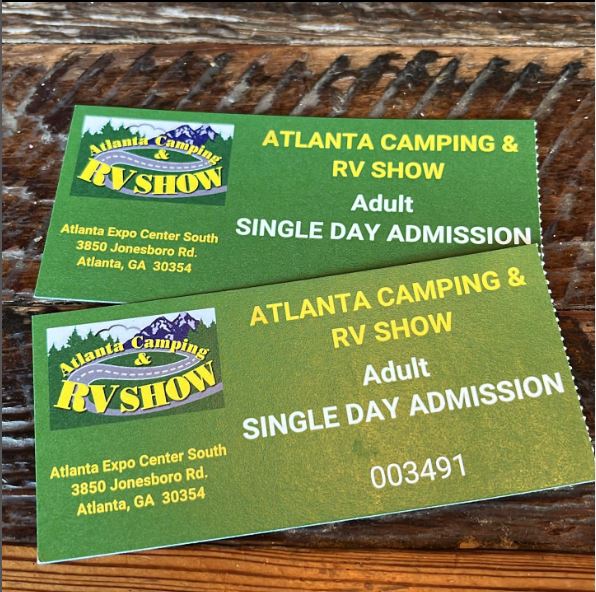 Atlanta Camping
&
RV SHOW
Atlanta Expo Center South
3850 Jonesboro Rd.
Atlanta, GA  30354
ATLANTA CAMPING &
RV SHOW
Adult
SINGLE DAY ADMISSION
Atlanta Camping
&
RV SHOW
Atlanta Expo Center South
3850 Jonesboro Rd.
Atlanta, GA  30354
ATLANTA CAMPING &
RV SHOW
Adult
SINGLE DAY ADMISSION
003491